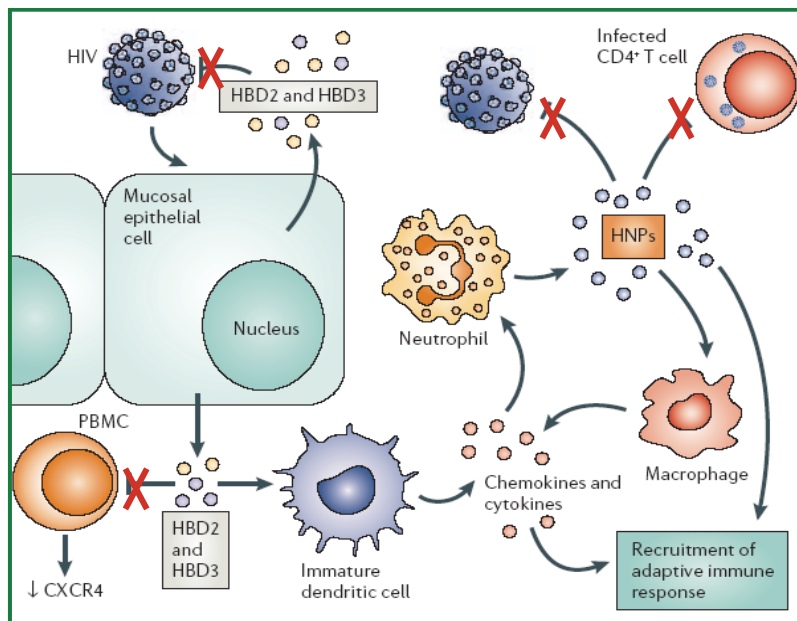 HIV
HBD2 and HBD3
Infected
CD4⁺ T cell
Mucosal
epithelial
cell
HNPs
Nucleus
Neutrophil
PBMC
Macrophage
Chemokines and
cytokines
HBD2
and
HBD3
Immature
dendritic cell
↓ CXCR4
Recruitment of
adaptive immune
response